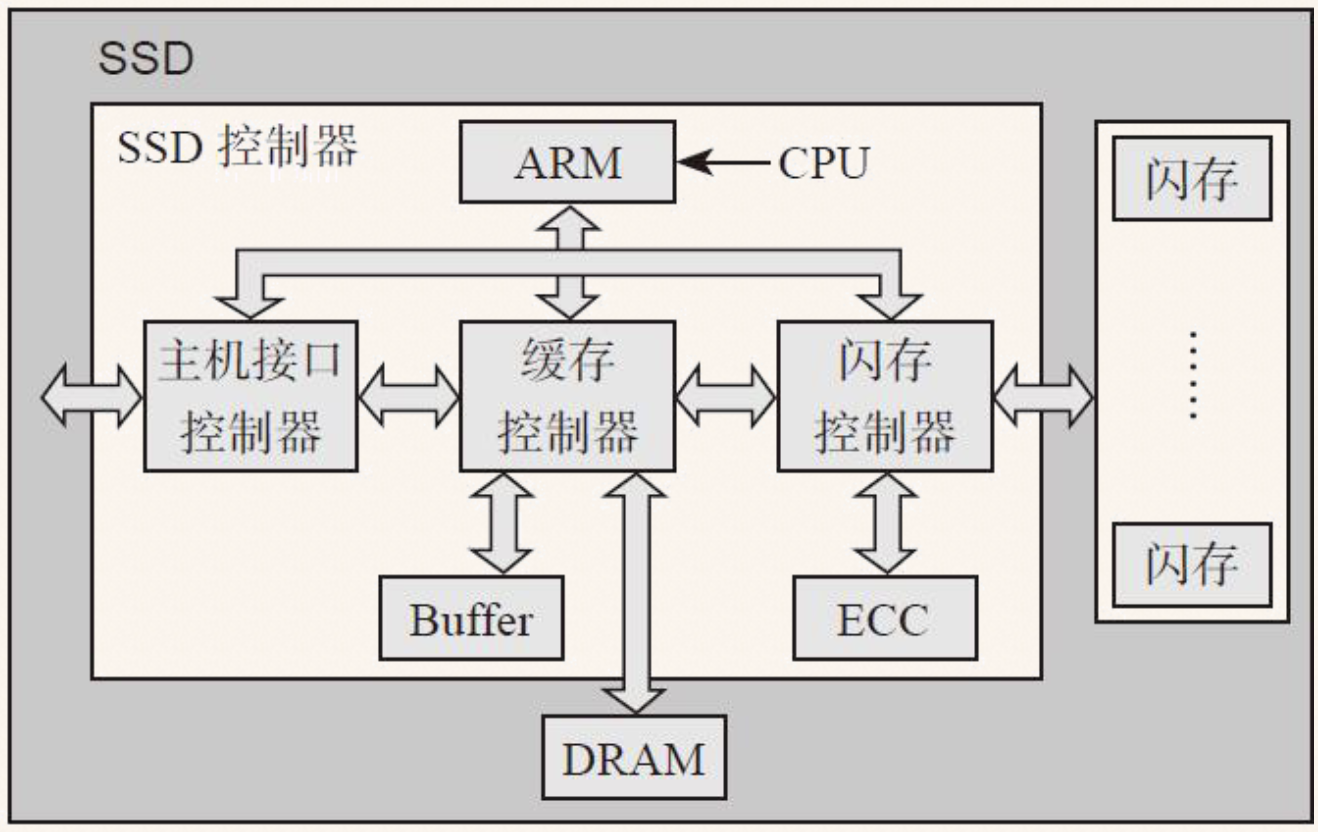 SSD
SSD 控制器
ARM
CPU
闪存
主机接口
控制器
缓存
控制器
闪存
控制器
......
闪存
Buffer
ECC
DRAM